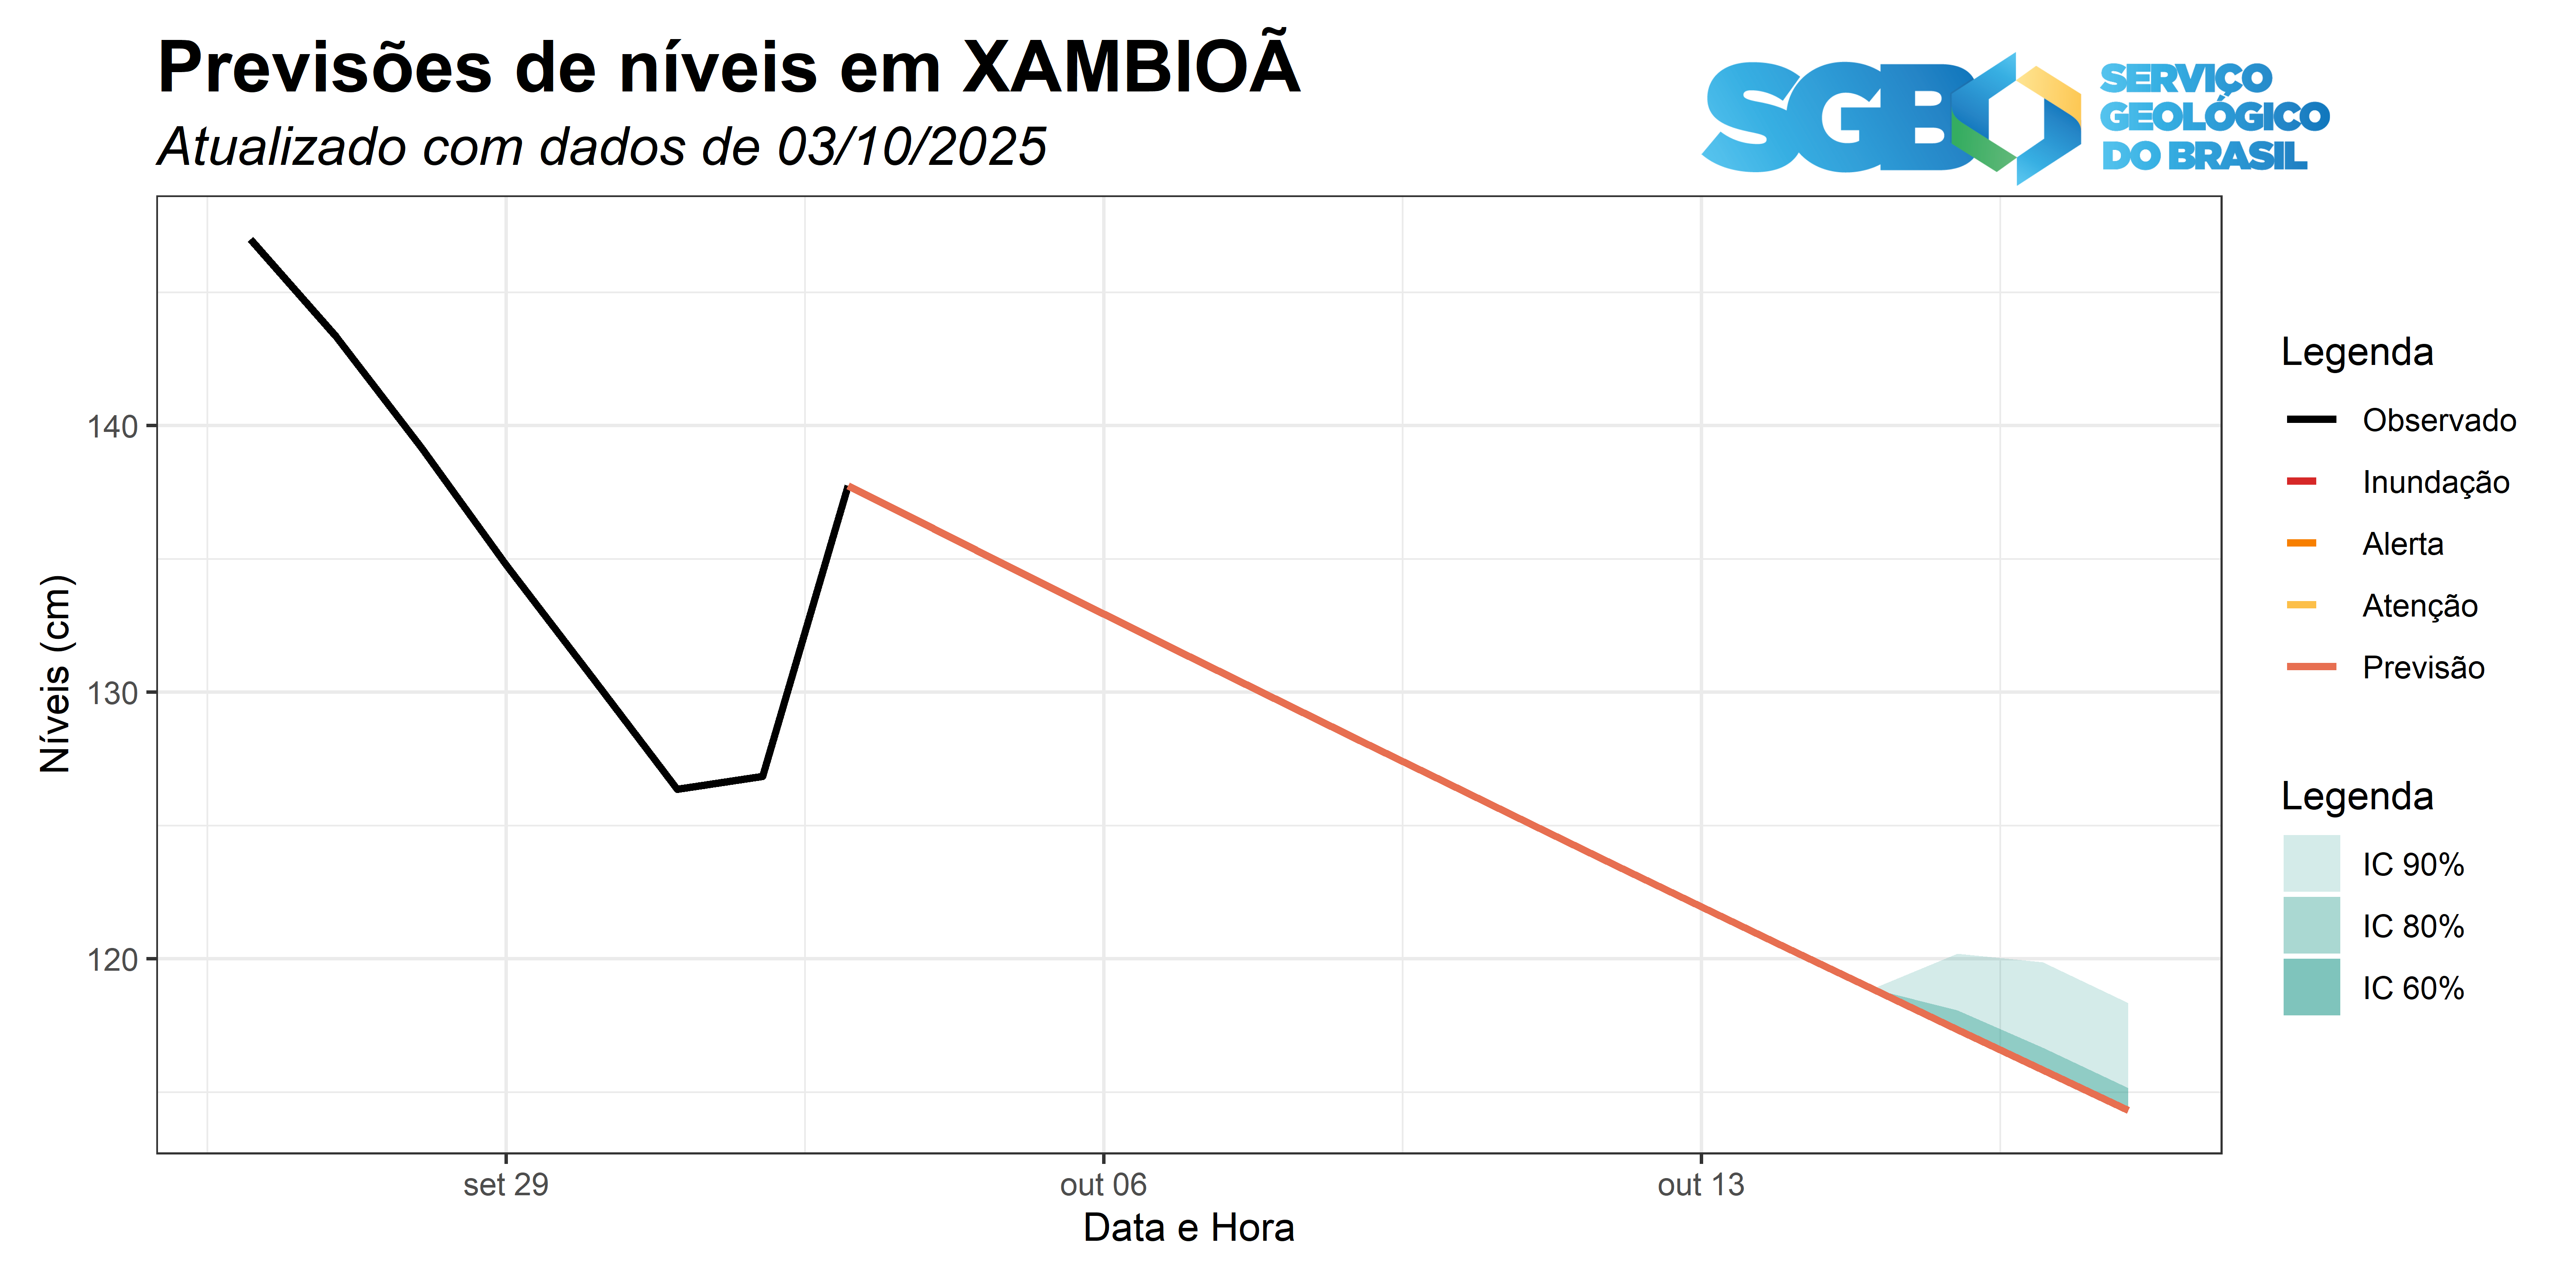 Previsões de níveis em XAMBIOÃ
Atualizado com dados de 03/10/2025
SGB
SERVIÇO
GEOLÓGICO
DO BRASIL
Níveis (cm)
140
130
120
set 29
out 06
out 13
Data e Hora
Legenda
Observado
Inundação
Alerta
Atenção
Previsão
Legenda
IC 90%
IC 80%
IC 60%